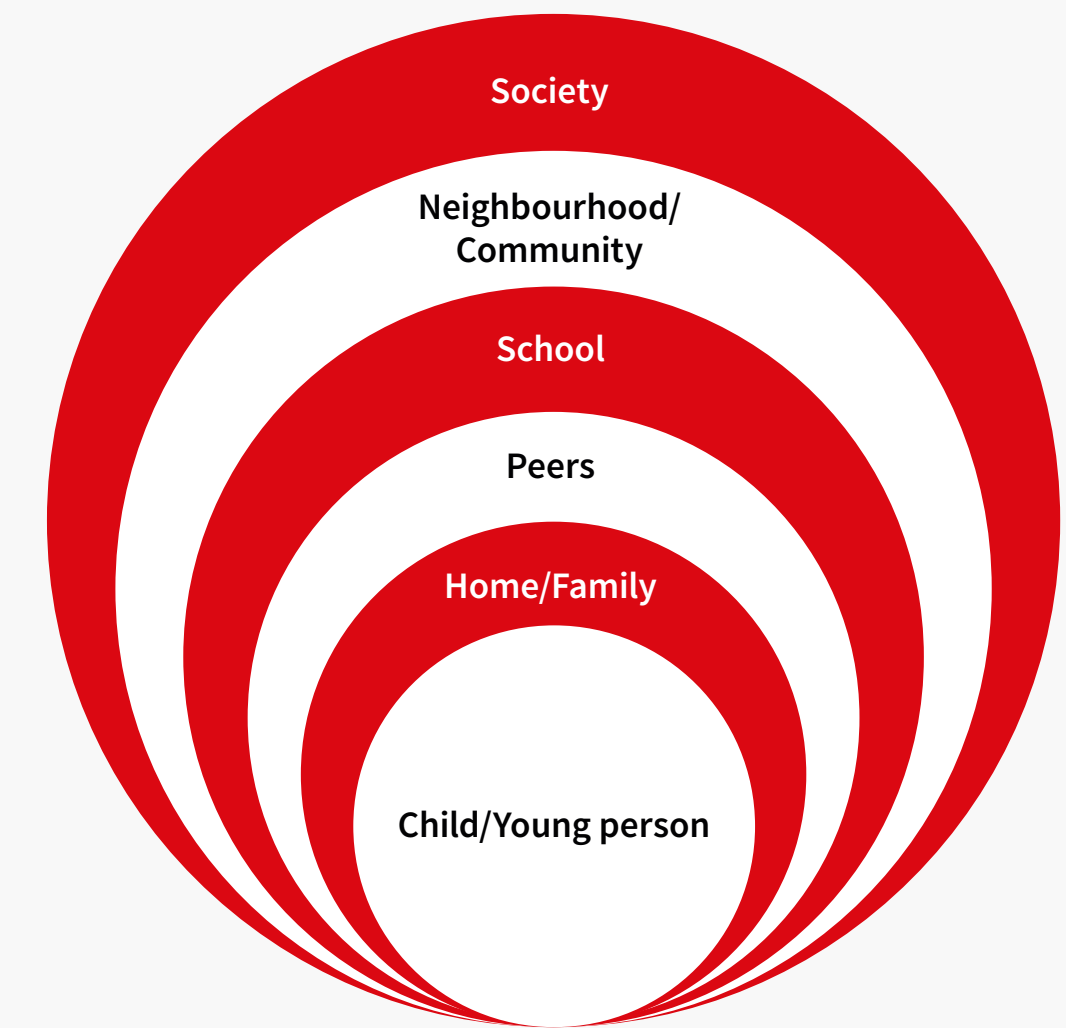 Society
Neighbourhood/
Community
School
Peers
Home/Family
Child/Young person